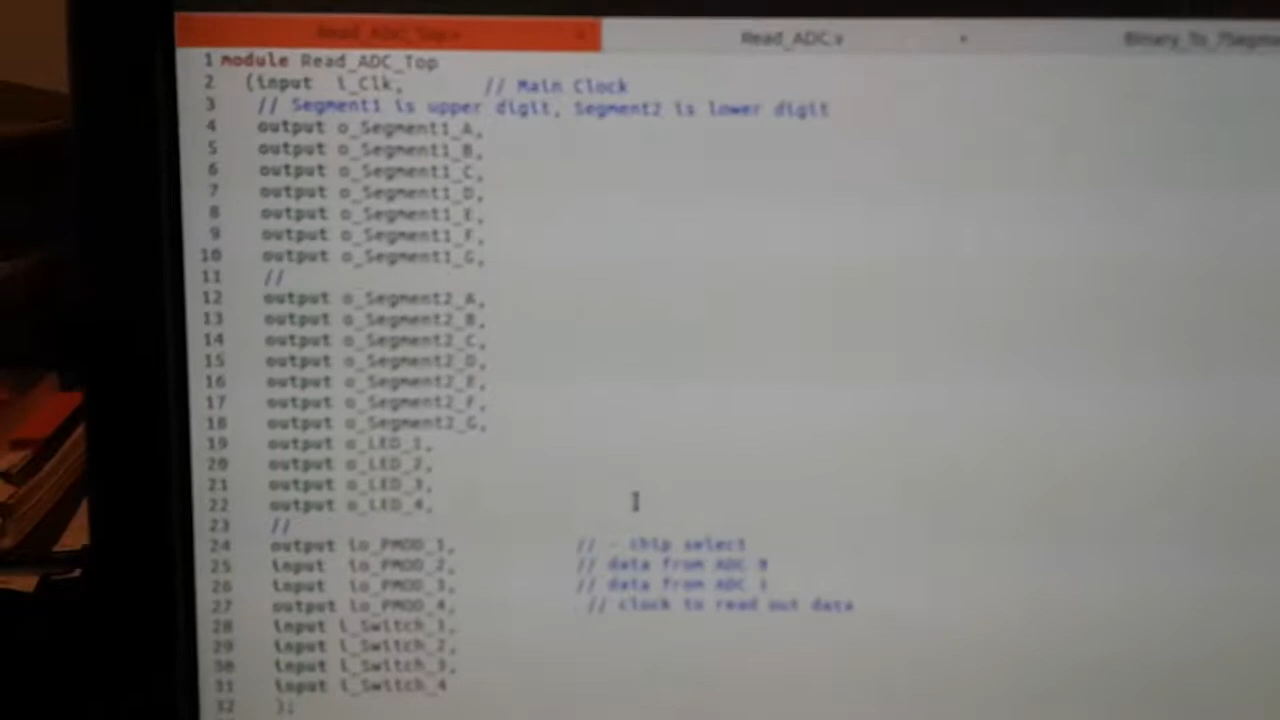 Read_ADC_Top.v
Read_ADC.v
1 module Read_ADC_Top
2 (input i_Clk, // Main Clock
3 // Segment1 is upper digit, Segment2 is lower digit
4 output o_Segment1_A,
5 output o_Segment1_B,
6 output o_Segment1_C,
7 output o_Segment1_D,
8 output o_Segment1_E,
9 output o_Segment1_F,
10 output o_Segment1_G,
11 //
12 output o_Segment2_A,
13 output o_Segment2_B,
14 output o_Segment2_C,
15 output o_Segment2_D,
16 output o_Segment2_E,
17 output o_Segment2_F,
18 output o_Segment2_G,
19 output o_LED_1,
20 output o_LED_2,
21 output o_LED_3,
22 output o_LED_4,
23 //
24 output io_PMOD_1, // - chip select
25 input io_PMOD_2, // data from ADC 0
26 input io_PMOD_3, // data from ADC 1
27 output io_PMOD_4, // clock to read out data
28 input i_Switch_1,
29 input i_Switch_2,
30 input i_Switch_3,
31 input i_Switch_4
32 );